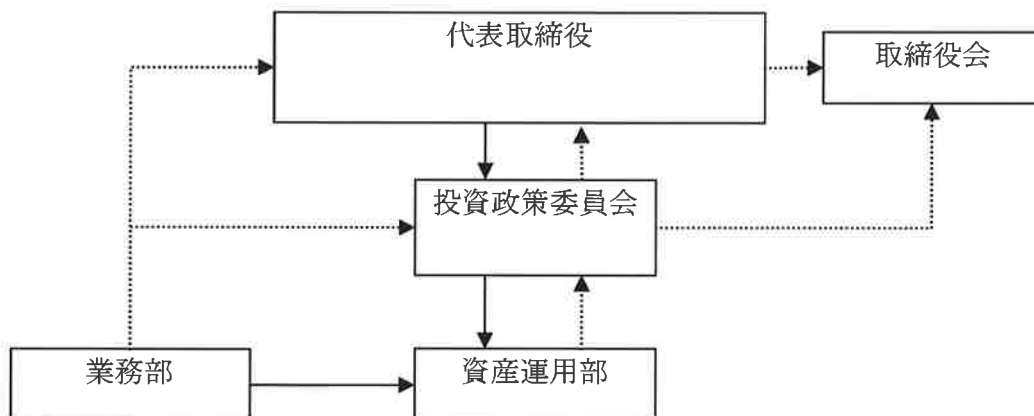 代表取締役
取締役会
投資政策委員会
業務部
資産運用部